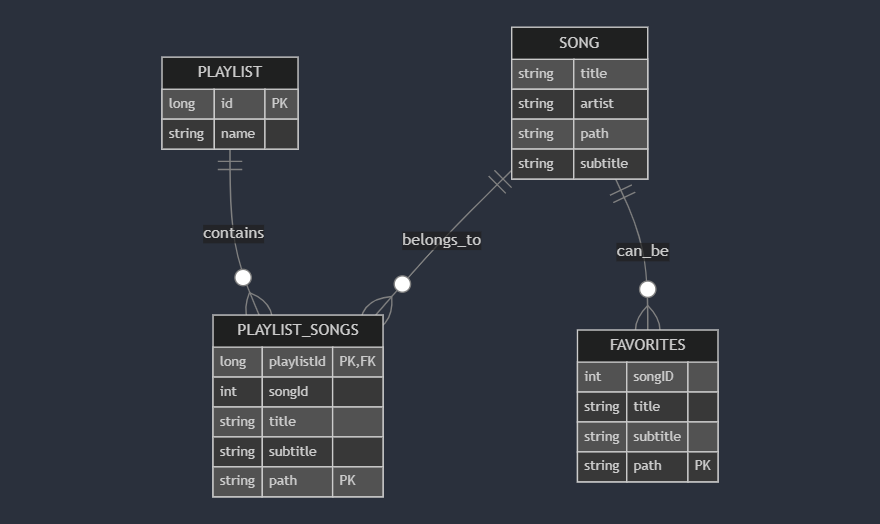 PLAYLIST
long id PK
string name
SONG
string title
string artist
string path
string subtitle
contains
belongs_to
can_be
PLAYLIST_SONGS
long playlistId PK,FK
int songId
string title
string subtitle
string path PK
FAVORITES
int songID
string title
string subtitle
string path PK